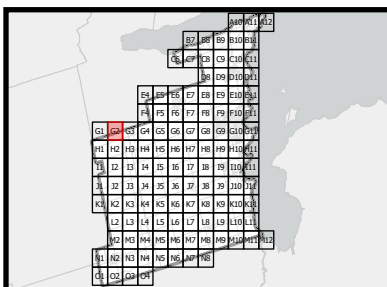 A10 A11 A12
B7 B8 B9 B10 B11
C6 C7 C8 C9 C10 C11
D8 D9 D10 D11
E4 E5 E6 E7 E8 E9 E10 E11
F4 F5 F6 F7 F8 F9 F10 F11
G1 G2 G3 G4 G5 G6 G7 G8 G9 G10 G11
H1 H2 H3 H4 H5 H6 H7 H8 H9 H10 H11
I1 I2 I3 I4 I5 I6 I7 I8 I9 I10 I11
J1 J2 J3 J4 J5 J6 J7 J8 J9 J10 J11
K1 K2 K3 K4 K5 K6 K7 K8 K9 K10 K11
L2 L3 L4 L5 L6 L7 L8 L9 L10 L11
M2 M3 M4 M5 M6 M7 M8 M9 M10 M11 M12
N1 N2 N3 N4 N5 N6 N7 N8
O1 O2 O3 O4